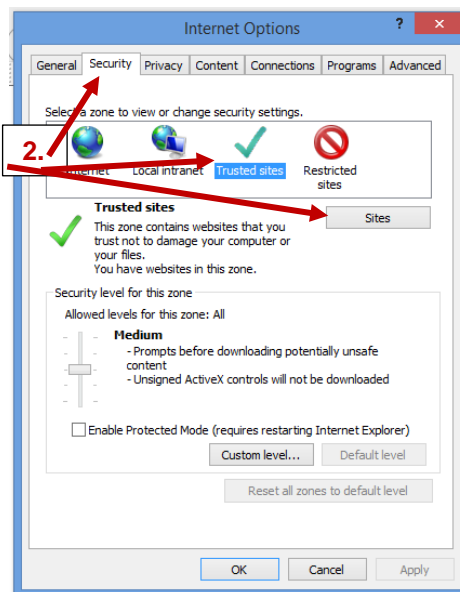 Internet Options
?
×
General Security Privacy Content Connections Programs Advanced
Select a zone to view or change security settings.
2.
Internet Local intranet Trusted sites Restricted sites
Trusted sites
Sites
This zone contains websites that you
trust not to damage your computer or
your files.
You have websites in this zone.
Security level for this zone
Allowed levels for this zone: All
Medium
- Prompts before downloading potentially unsafe
content
- Unsigned ActiveX controls will not be downloaded
Enable Protected Mode (requires restarting Internet Explorer)
Custom level... Default level
Reset all zones to default level
OK Cancel Apply